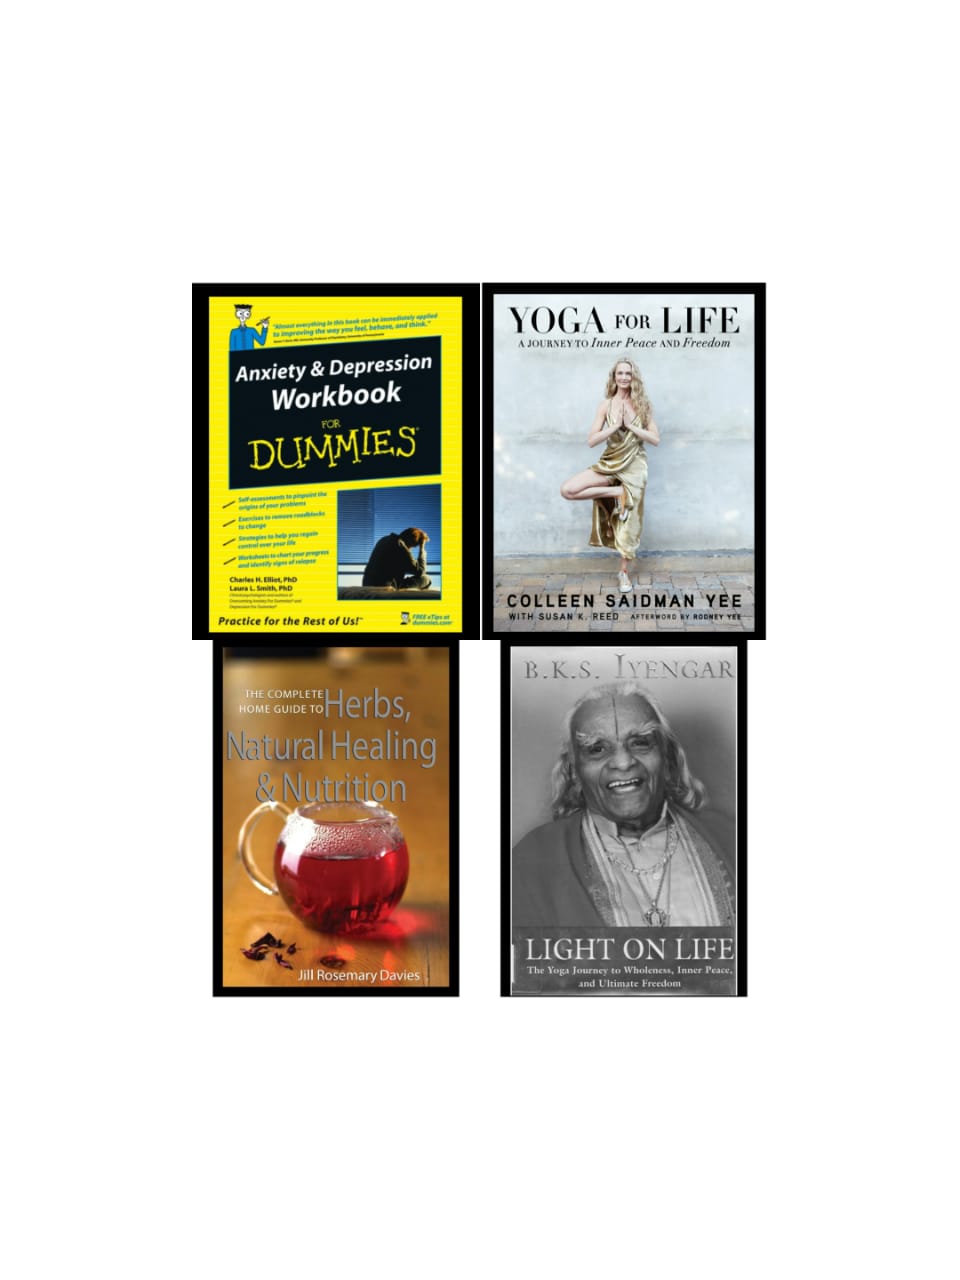 "Almost everything in this book can be immediately applied
to improving the way you feel, behave, and think."
Anxiety & Depression
Workbook
FOR
DUMMIES
Self-assessments to pinpoint the
origins of your problems
Exercises to remove roadblocks
to change
Strategies to help you regain
control over your life
Worksheets to chart your progress
and identify signs of relapse
Charles H. Elliot, PhD
Laura L. Smith, PhD
Practice for the Rest of Us!™
FREE eTips at
dummies.com
YOGA FOR LIFE
A JOURNEY TO Inner Peace AND Freedom
COLLEEN SAIDMAN YEE
WITH SUSAN K. REED AFTERWORD BY RODNEY YEE
THE COMPLETE
HOME GUIDE TO Herbs,
Natural Healing
& Nutrition
Jill Rosemary Davies
B.K.S. IYENGAR
LIGHT ON LIFE
The Yoga Journey to Wholeness, Inner Peace,
and Ultimate Freedom